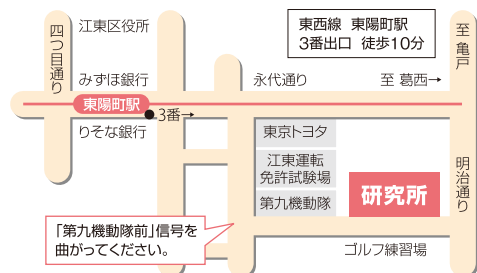 四つ目通り
江東区役所
東西線 東陽町駅
3番出口 徒歩10分
至 亀戸
みずほ銀行
永代通り
至 葛西→
東陽町駅
3番→
りそな銀行
東京トヨタ
江東運転
免許試験場
第九機動隊
研究所
明治通り
「第九機動隊前」信号を
曲がってください。
ゴルフ練習場